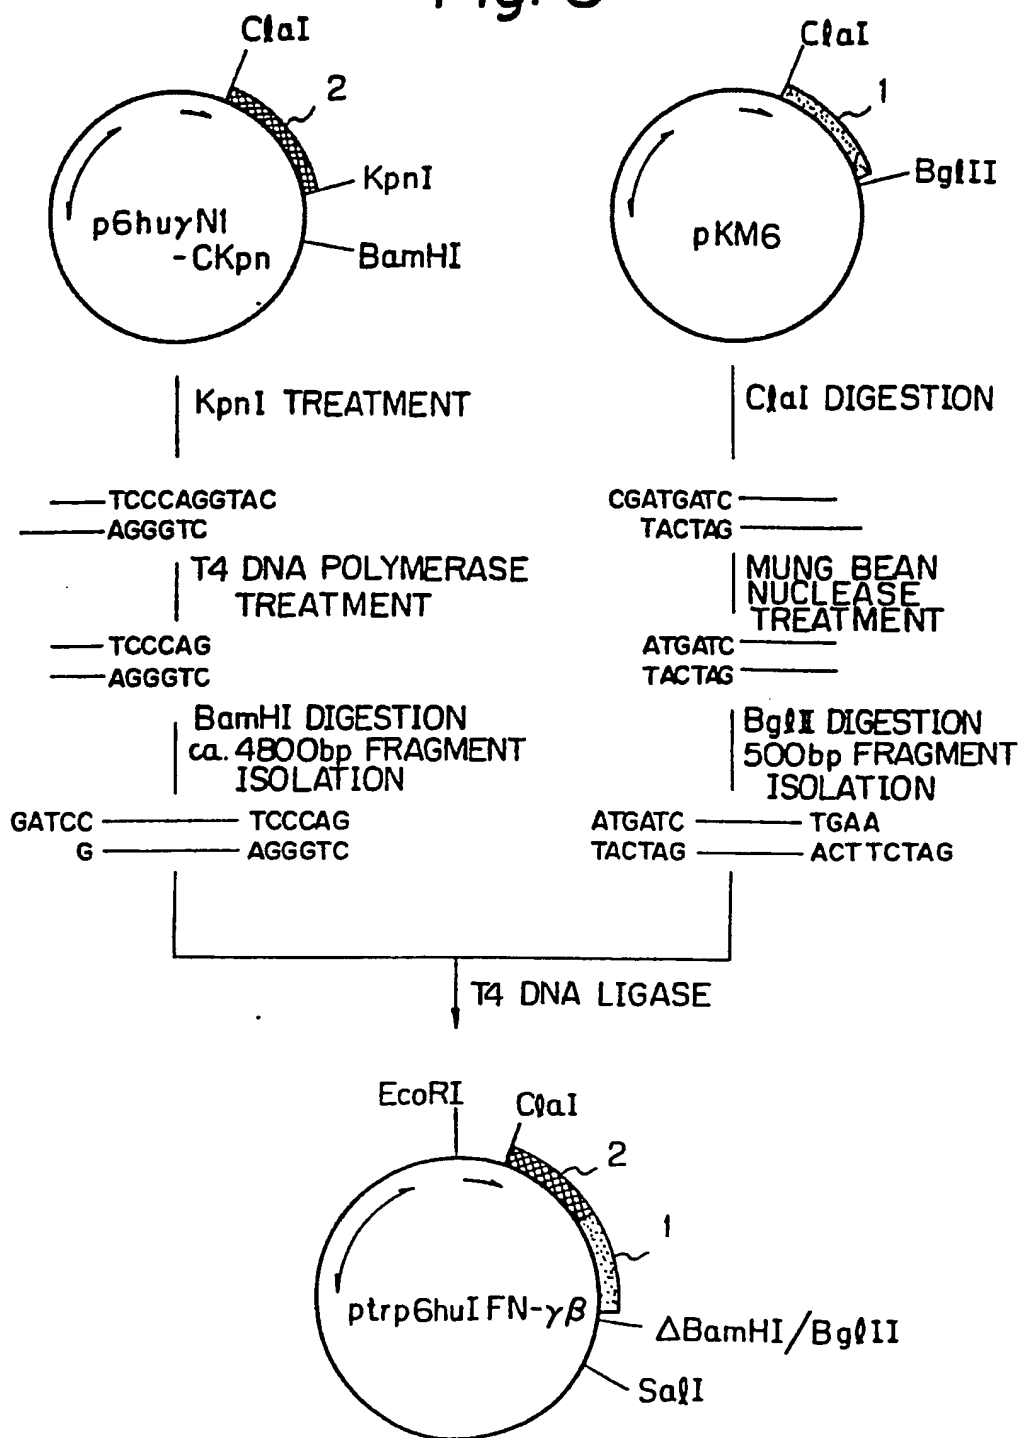 ClaI
2
KpnI
BamHI
p6huγN1
-CKpn
ClaI
1
BglII
pKM6
KpnI TREATMENT
ClaI DIGESTION
TCCCAGGTAC
AGGGTC
CGATGATC
TACTAG
T4 DNA POLYMERASE
TREATMENT
MUNG BEAN
NUCLEASE
TREATMENT
TCCCAG
AGGGTC
ATGATC
TACTAG
BamHI DIGESTION
ca. 4800bp FRAGMENT
ISOLATION
BglII DIGESTION
500bp FRAGMENT
ISOLATION
GATCC TCCCAG
G AGGGTC
ATGATC TGAA
TACTAG ACTTCTAG
T4 DNA LIGASE
EcoRI
ClaI
2
1
ptrp6huIFN-γβ
ΔBamHI/BglII
SalI